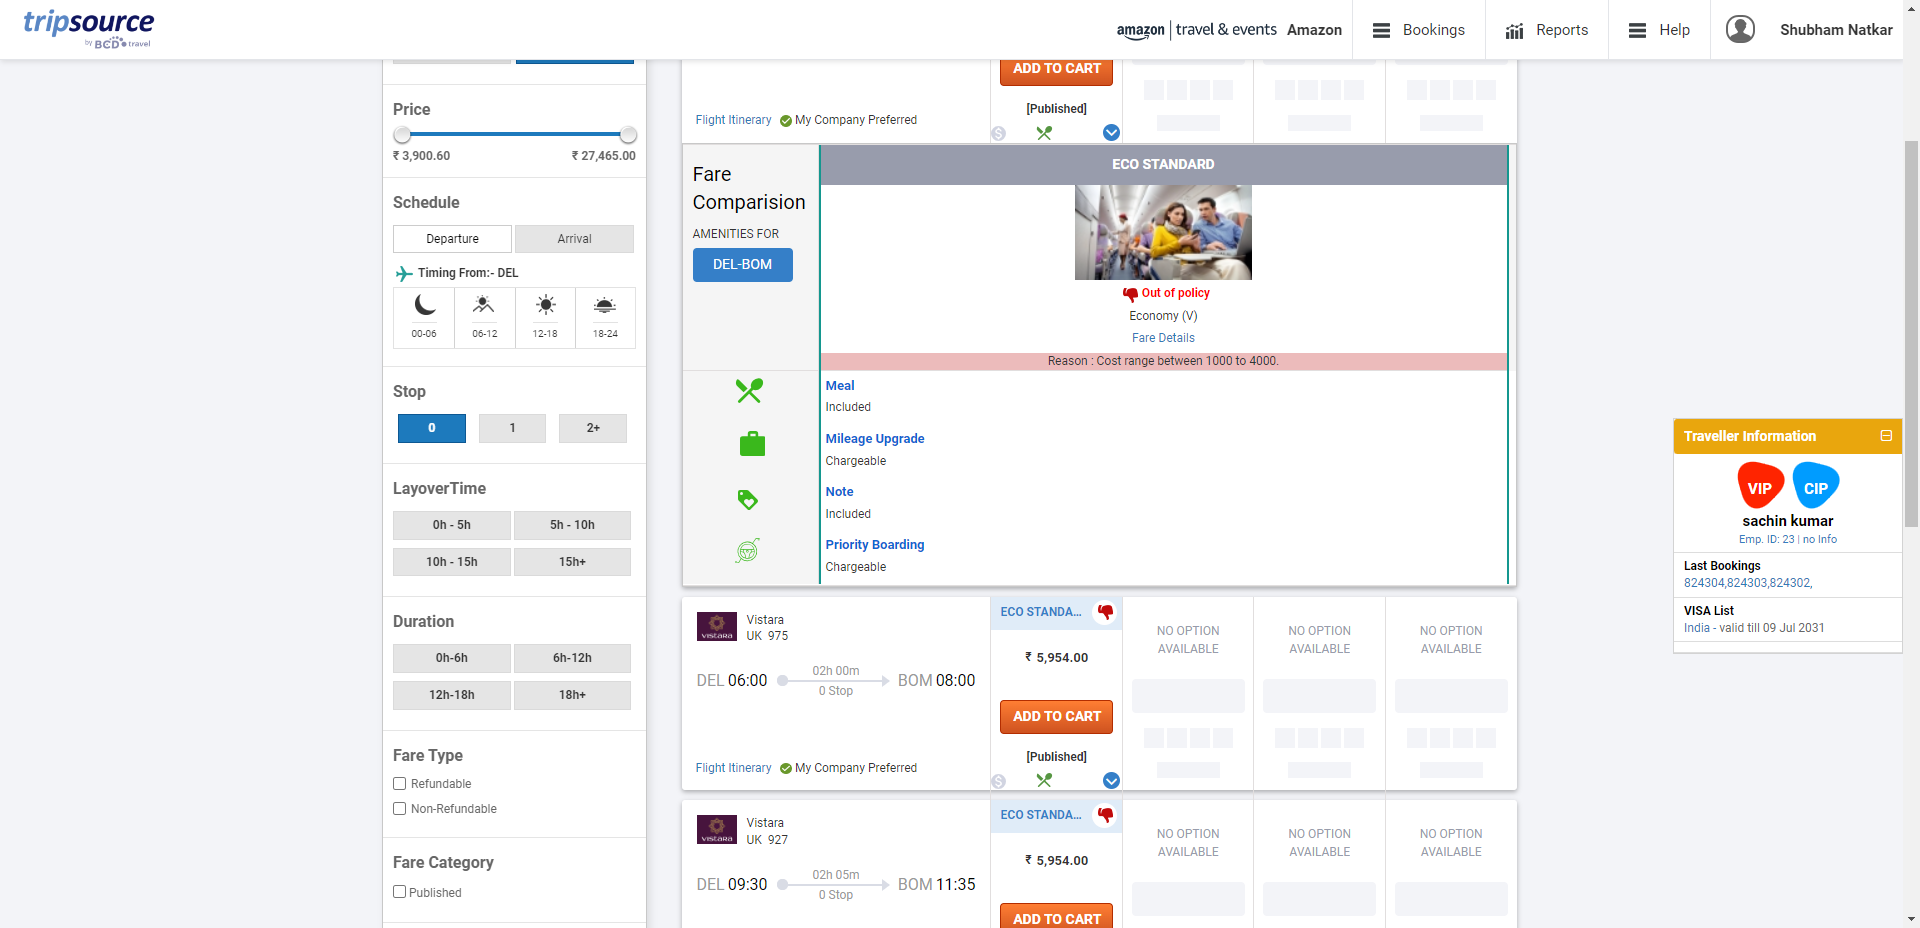 tripsource
by BCD travel
amazon | travel & events Amazon
Bookings
Reports
Help
Shubham Natkar
Price
₹ 3,900.60 ₹ 27,465.00
Schedule
Departure Arrival
Timing From:- DEL
00-06 06-12 12-18 18-24
Stop
0 1 2+
LayoverTime
0h - 5h 5h - 10h
10h - 15h 15h+
Duration
0h-6h 6h-12h
12h-18h 18h+
Fare Type
Refundable
Non-Refundable
Fare Category
Published
ADD TO CART
[Published]
Flight Itinerary My Company Preferred
Fare
Comparision
AMENITIES FOR
DEL-BOM
ECO STANDARD
Out of policy
Economy (V)
Fare Details
Reason : Cost range between 1000 to 4000.
Meal
Included
Mileage Upgrade
Chargeable
Note
Included
Priority Boarding
Chargeable
VISTARA
Vistara
UK 975
DEL 06:00 02h 00m BOM 08:00
0 Stop
Flight Itinerary My Company Preferred
ECO STANDA...
₹ 5,954.00
ADD TO CART
[Published]
NO OPTION
AVAILABLE
NO OPTION
AVAILABLE
NO OPTION
AVAILABLE
VISTARA
Vistara
UK 927
DEL 09:30 02h 05m BOM 11:35
0 Stop
ECO STANDA...
₹ 5,954.00
ADD TO CART
NO OPTION
AVAILABLE
NO OPTION
AVAILABLE
NO OPTION
AVAILABLE
Traveller Information
VIP CIP
sachin kumar
Emp. ID: 23 | no Info
Last Bookings
824304,824303,824302,
VISA List
India - valid till 09 Jul 2031